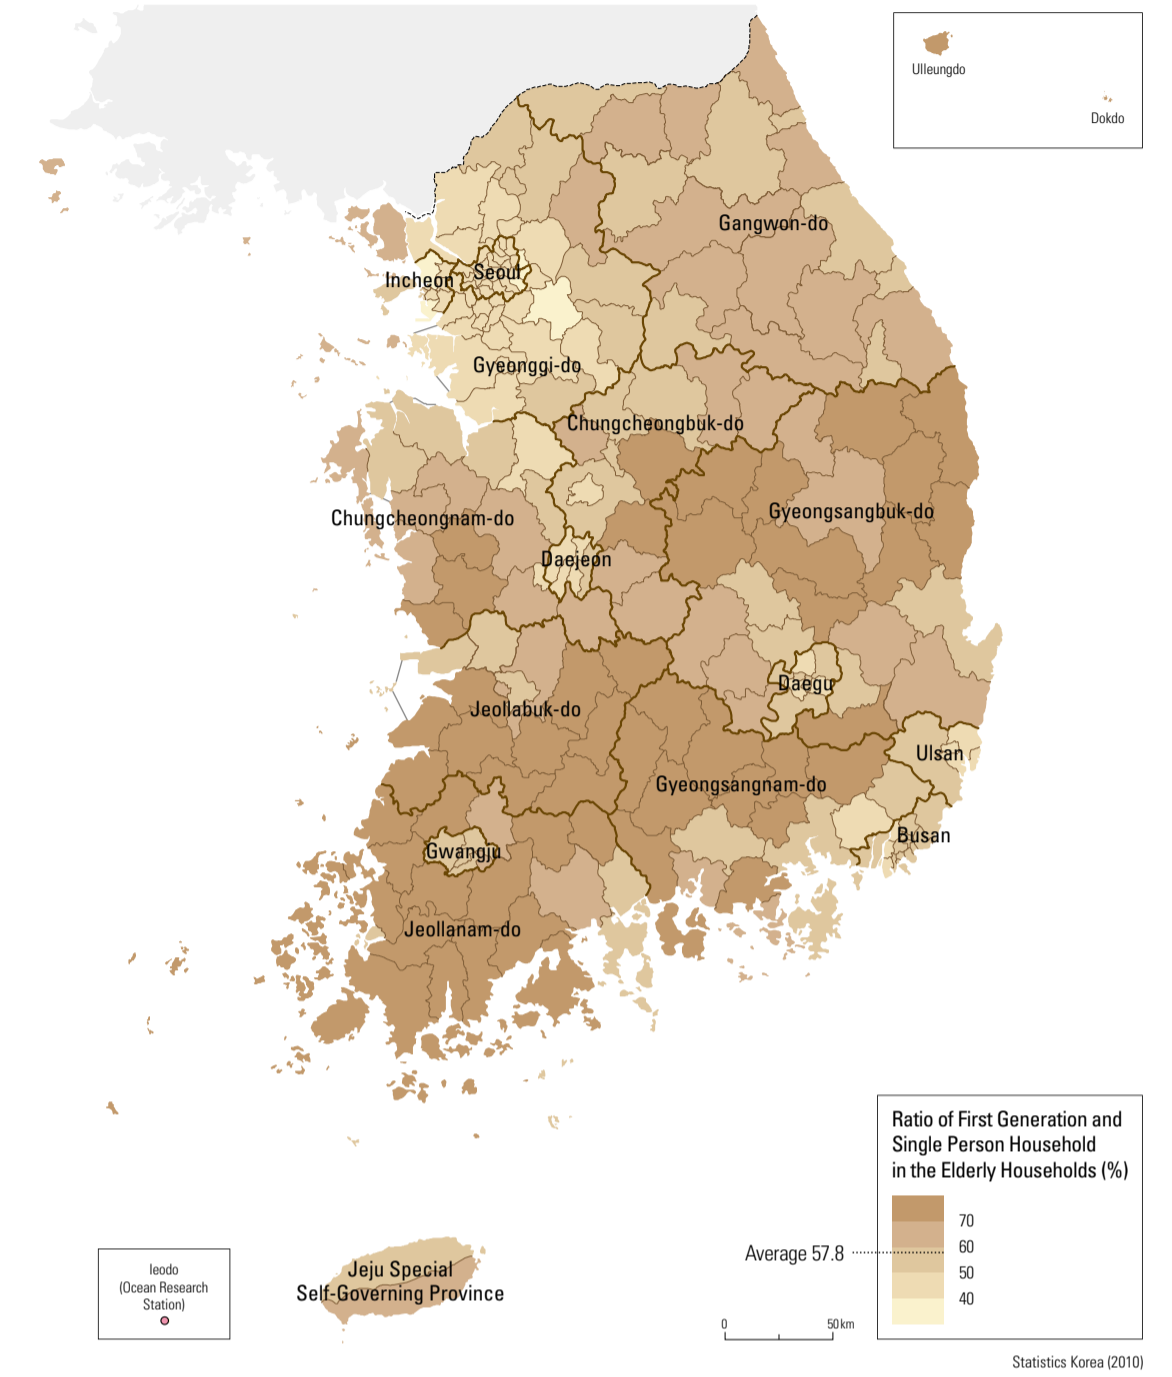 Ulleungdo
Dokdo
Gangwon-do
Incheon
Seoul
Gyeonggi-do
Chungcheongbuk-do
Chungcheongnam-do
Gyeongsangbuk-do
Daejeon
Daegu
Jeollabuk-do
Ulsan
Gyeongsangnam-do
Busan
Gwangju
Jeollanam-do
Ratio of First Generation and
Single Person Household
in the Elderly Households (%)
70
60
Average 57.8
50
40
Ieodo
(Ocean Research
Station)
Jeju Special
Self-Governing Province
0
50 km
Statistics Korea (2010)